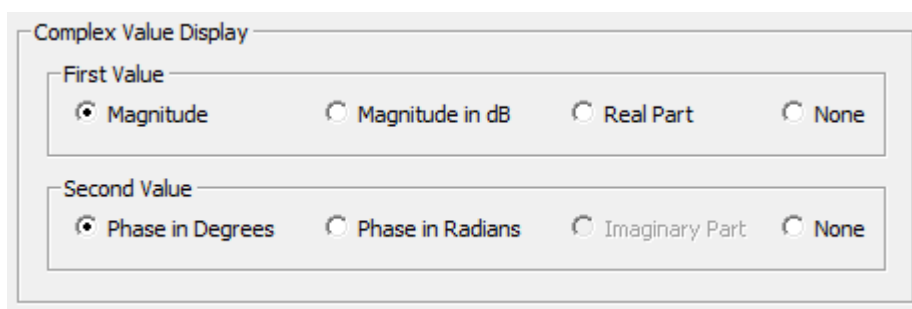 Complex Value Display
First Value
Magnitude Magnitude in dB Real Part None
Second Value
Phase in Degrees Phase in Radians Imaginary Part None